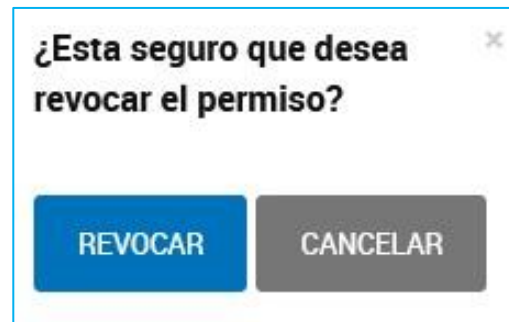 ¿Esta seguro que desea
revocar el permiso?
REVOCAR CANCELAR